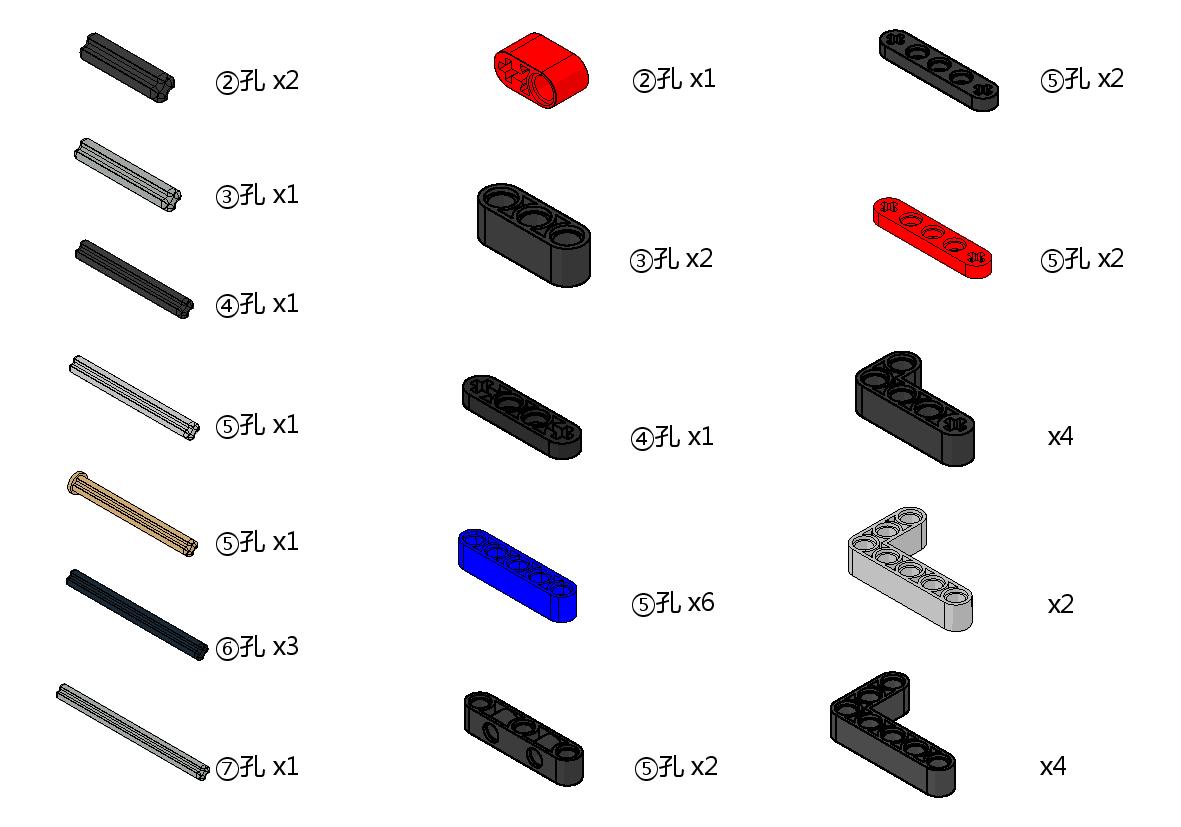 ②孔 x2
③孔 x1
④孔 x1
⑤孔 x1
⑤孔 x1
⑥孔 x3
⑦孔 x1
②孔 x1
③孔 x2
④孔 x1
⑤孔 x6
⑤孔 x2
⑤孔 x2
⑤孔 x2
x4
x2
x4